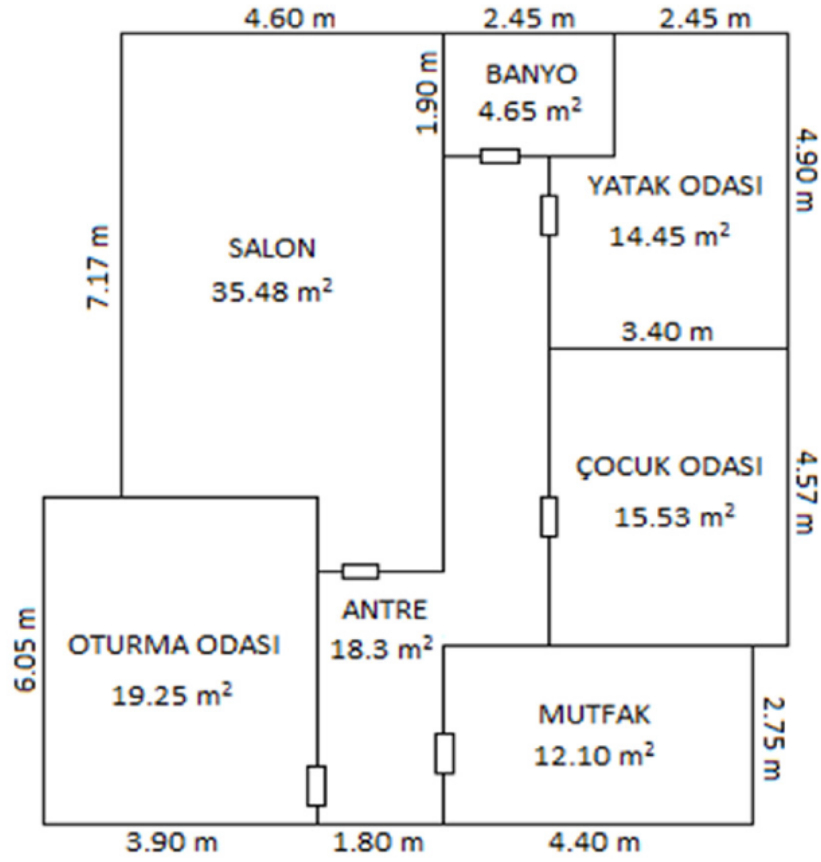 4.60 m
2.45 m
2.45 m
1.90 m
BANYO
4.65 m²
4.90 m
YATAK ODASI
14.45 m²
7.17 m
SALON
35.48 m²
3.40 m
ÇOCUK ODASI
15.53 m²
4.57 m
ANTRE
18.3 m²
6.05 m
OTURMA ODASI
19.25 m²
MUTFAK
12.10 m²
2.75 m
3.90 m
1.80 m
4.40 m